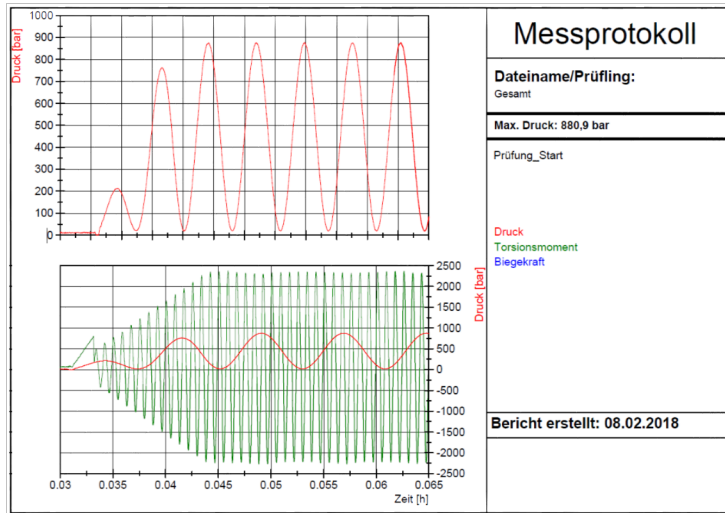 Messprotokoll
Dateiname/Prüfling:
Gesamt
Max. Druck: 880,9 bar
Prüfung_Start
Druck
Torsionsmoment
Biegekraft
Bericht erstellt: 08.02.2018
Druck [bar]
1000
900
800
700
600
500
400
300
200
100
0
Druck [bar]
2500
2000
1500
1000
500
0
-500
-1000
-1500
-2000
-2500
0.03
0.035
0.04
0.045
0.05
0.055
0.06
0.065
Zeit [h]